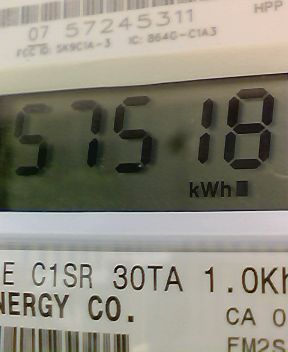 HPP
07 57245311
FCC ID: SK9C1A-3 IC: 864G-C1A3
57518
kWh
E C1SR 30TA 1.0Kh
NERGY CO.
CA 0
FM2S